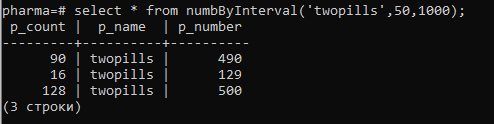 pharma=# select * from numbByInterval('twopills',50,1000);
p_count | p_name | p_number
---------+----------+----------
90 | twopills | 490
16 | twopills | 129
128 | twopills | 500
(3 строки)